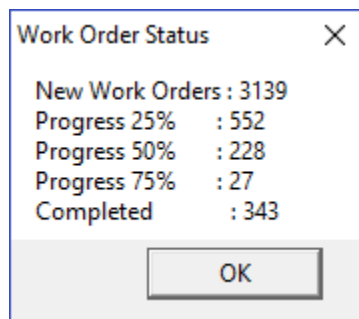 Work Order Status
New Work Orders : 3139
Progress 25% : 552
Progress 50% : 228
Progress 75% : 27
Completed : 343
OK